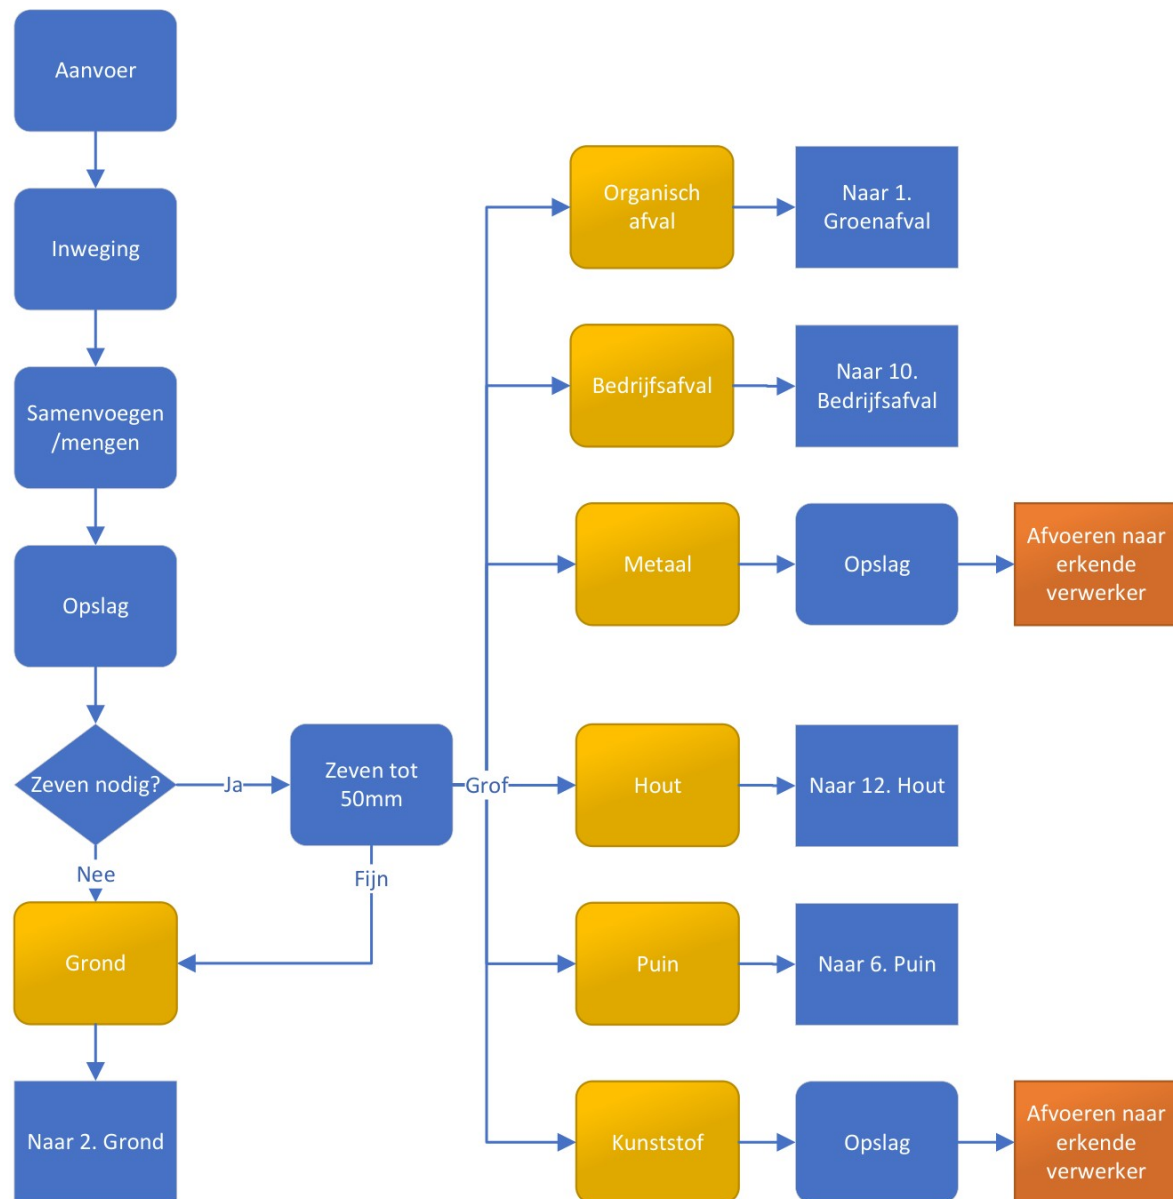 Aanvoer
Inweging
Samenvoegen
/mengen
Opslag
Zeven nodig?
Ja
Nee
Zeven tot
50mm
Grof
Fijn
Grond
Naar 2. Grond
Organisch
afval
Naar 1.
Groenafval
Bedrijfsafval
Naar 10.
Bedrijfsafval
Metaal
Opslag
Afvoeren naar
erkende
verwerker
Hout
Naar 12. Hout
Puin
Naar 6. Puin
Kunststof
Opslag
Afvoeren naar
erkende
verwerker